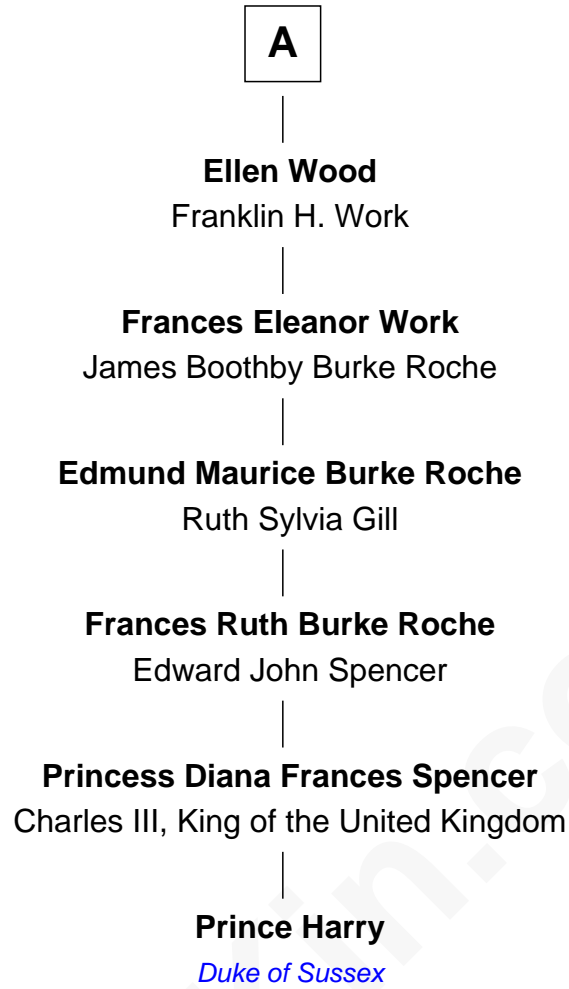 A
Ellen Wood
Franklin H. Work
Frances Eleanor Work
James Boothby Burke Roche
Edmund Maurice Burke Roche
Ruth Sylvia Gill
Frances Ruth Burke Roche
Edward John Spencer
Princess Diana Frances Spencer
Charles III, King of the United Kingdom
Prince Harry
Duke of Sussex